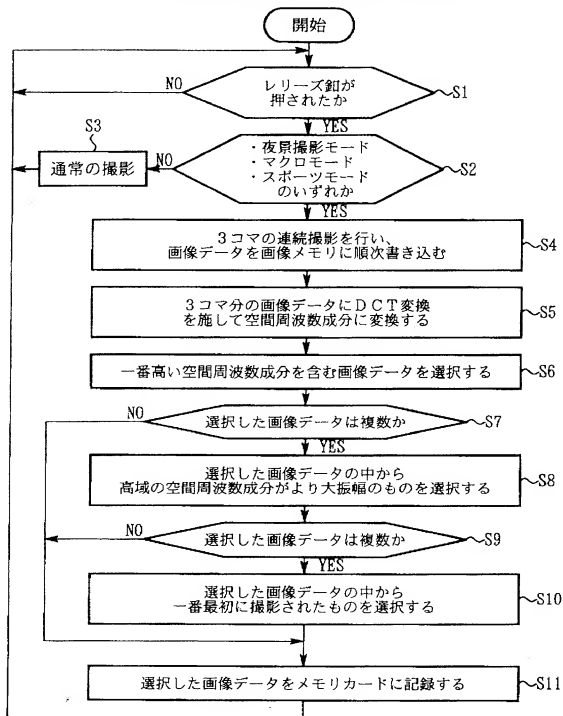 開始
レリーズ釦が
押されたか
S1
NO
YES
S3
通常の撮影
NO
・夜景撮影モード
・マクロモード
・スポーツモード
のいずれか
S2
YES
3コマの連続撮影を行い、
画像データを画像メモリに順次書き込む
S4
3コマ分の画像データにDCT変換
を施して空間周波数成分に変換する
S5
一番高い空間周波数成分を含む画像データを選択する
S6
NO
選択した画像データは複数か
S7
YES
選択した画像データの中から
高域の空間周波数成分がより大振幅のものを選択する
S8
NO
選択した画像データは複数か
S9
YES
選択した画像データの中から
一番最初に撮影されたものを選択する
S10
選択した画像データをメモリカードに記録する
S11